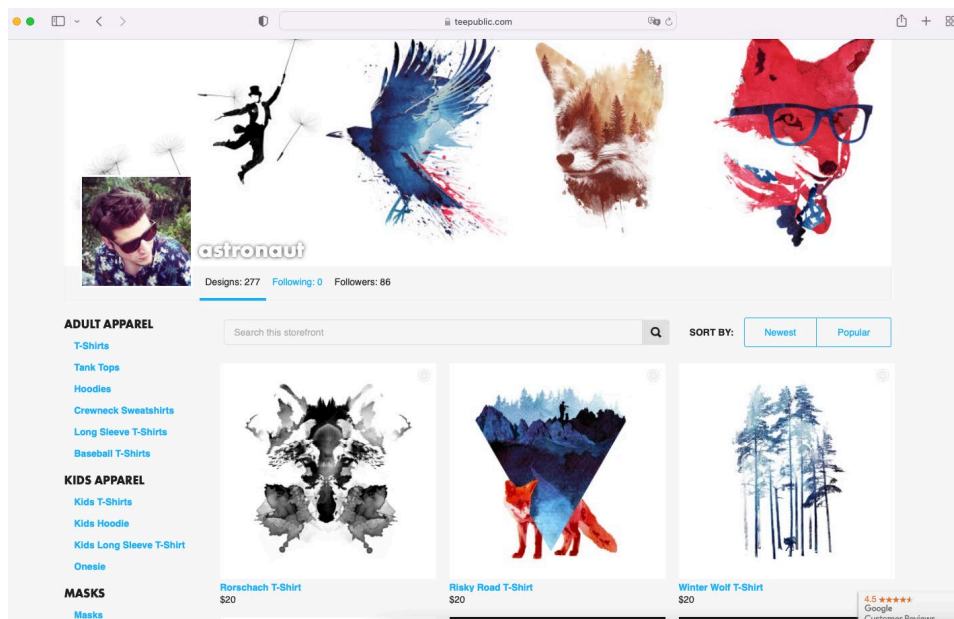 teepublic.com
astronaut
Designs: 277 Following: 0 Followers: 86
ADULT APPAREL
T-Shirts
Tank Tops
Hoodies
Crewneck Sweatshirts
Long Sleeve T-Shirts
Baseball T-Shirts
KIDS APPAREL
Kids T-Shirts
Kids Hoodie
Kids Long Sleeve T-Shirt
Onesie
MASKS
Masks
Search this storefront
SORT BY: Newest Popular
Rorschach T-Shirt
$20
Risky Road T-Shirt
$20
Winter Wolf T-Shirt
$20
4.5
Google
Customer Reviews